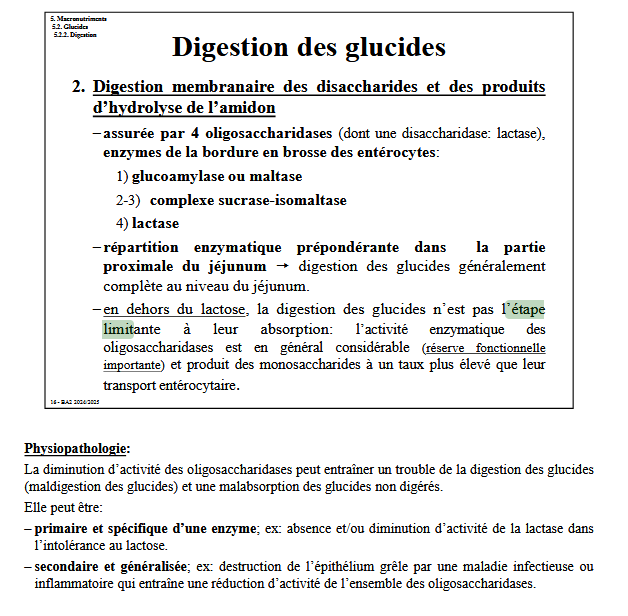 5. Macronutriments
5.2. Glucides
5.2.2. Digestion
Digestion des glucides
2. Digestion membranaire des disaccharides et des produits
d'hydrolyse de l'amidon
– assurée par 4 oligosaccharidases (dont une disaccharidase: lactase),
enzymes de la bordure en brosse des entérocytes:
1) glucoamylase ou maltase
2-3) complexe sucrase-isomaltase
4) lactase
– répartition enzymatique prépondérante dans la partie
proximale du jéjunum → digestion des glucides généralement
complète au niveau du jéjunum.
– en dehors du lactose, la digestion des glucides n'est pas l'étape
limitante à leur absorption: l'activité enzymatique des
oligosaccharidases est en général considérable (réserve fonctionnelle
importante) et produit des monosaccharides à un taux plus élevé que leur
transport entérocytaire.
16 - BA2 2024/2025
Physiopathologie:
La diminution d'activité des oligosaccharidases peut entraîner un trouble de la digestion des glucides
(maldigestion des glucides) et une malabsorption des glucides non digérés.
Elle peut être:
– primaire et spécifique d'une enzyme; ex: absence et/ou diminution d'activité de la lactase dans
l'intolérance au lactose.
– secondaire et généralisée; ex: destruction de l'épithélium grêle par une maladie infectieuse ou
inflammatoire qui entraîne une réduction d'activité de l'ensemble des oligosaccharidases.